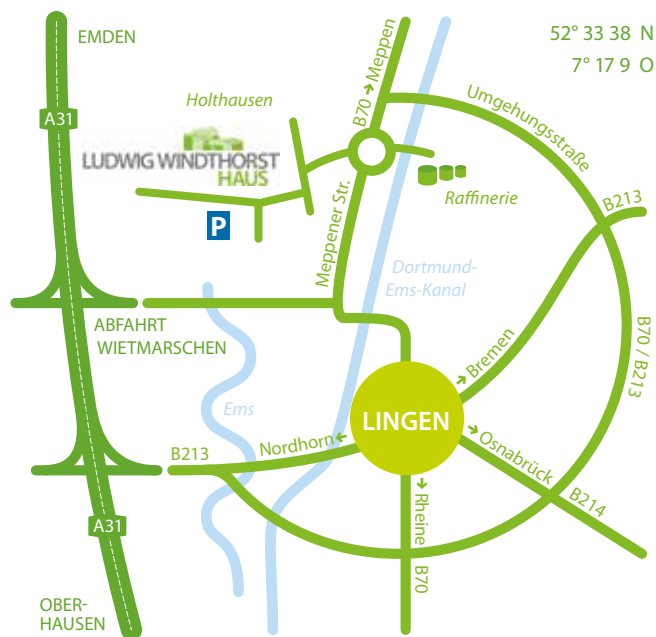 EMDEN
52° 33 38 N
7° 17 9 O
B70 → Meppen
Holthausen
Umgehungsstraße
A31
LUDWIG WINDTHORST
HAUS
Raffinerie
B213
P
Meppener Str.
Dortmund-
Ems-Kanal
ABFAHRT
WIETMARSCHEN
B70 / B213
→ Bremen
Ems
LINGEN
B213
Nordhorn ←
→ Osnabrück
B214
→ Rheine
B70
A31
OBER-
HAUSEN